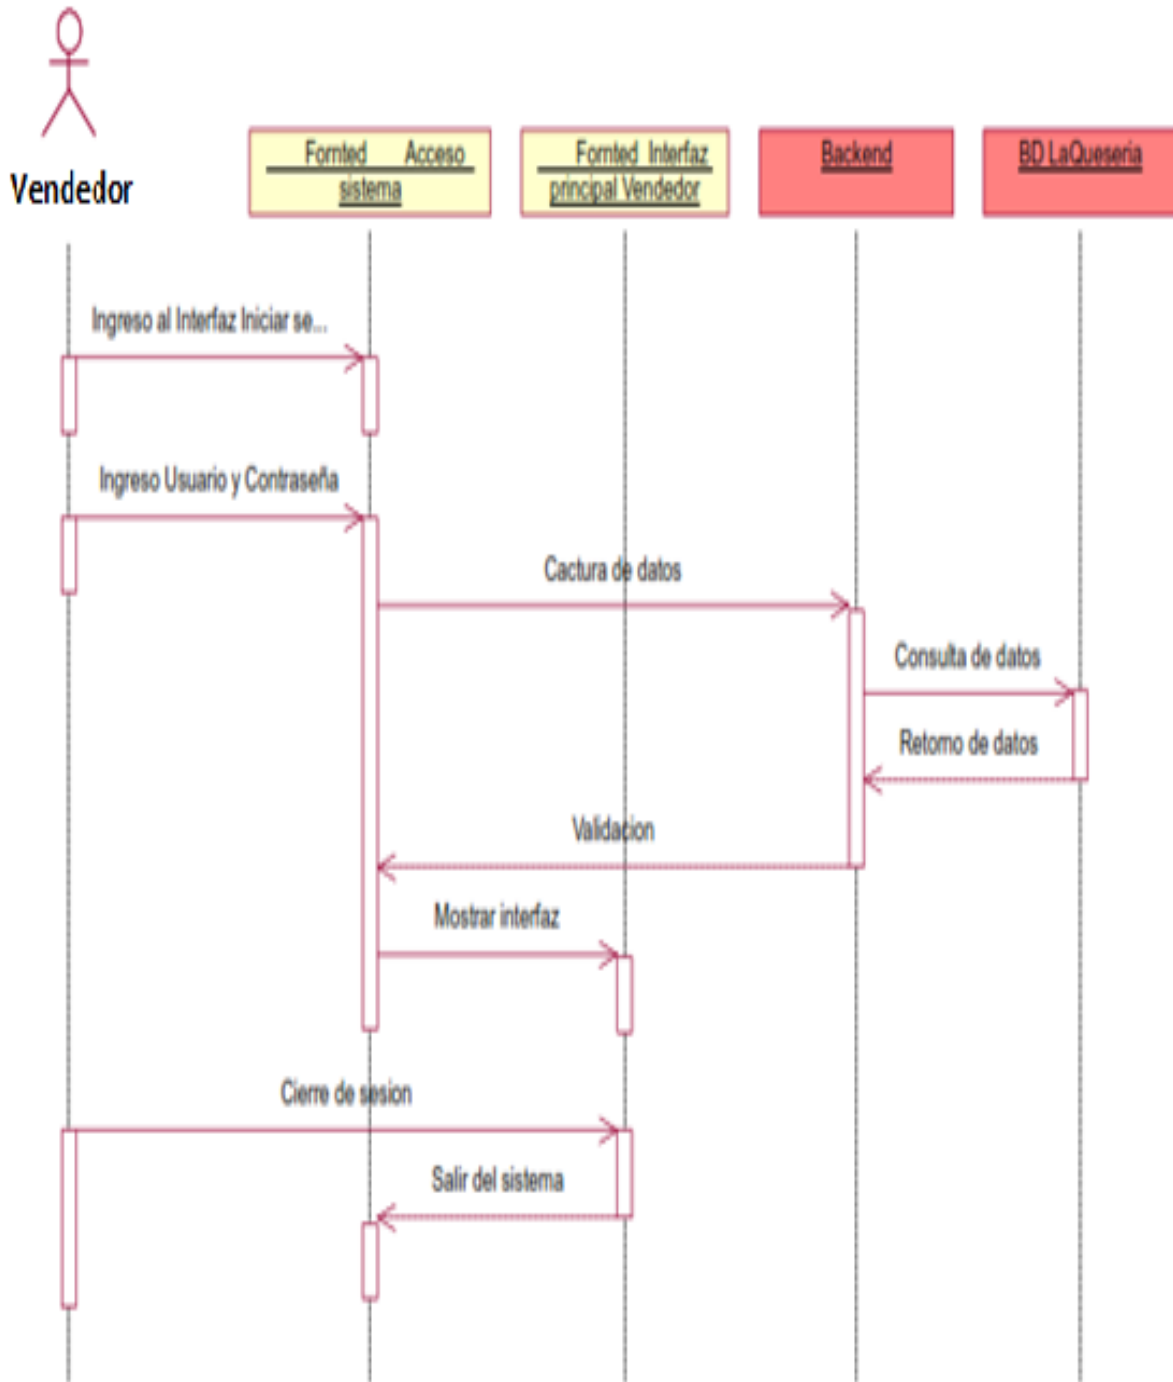 Vendedor
Fornted Acceso
sistema
Fornted Interfaz
principal Vendedor
Backend
BD LaQueseria
Ingreso al Interfaz Iniciar se...
Ingreso Usuario y Contraseña
Cactura de datos
Consulta de datos
Retorno de datos
Validacion
Mostrar interfaz
Cierre de sesion
Salir del sistema